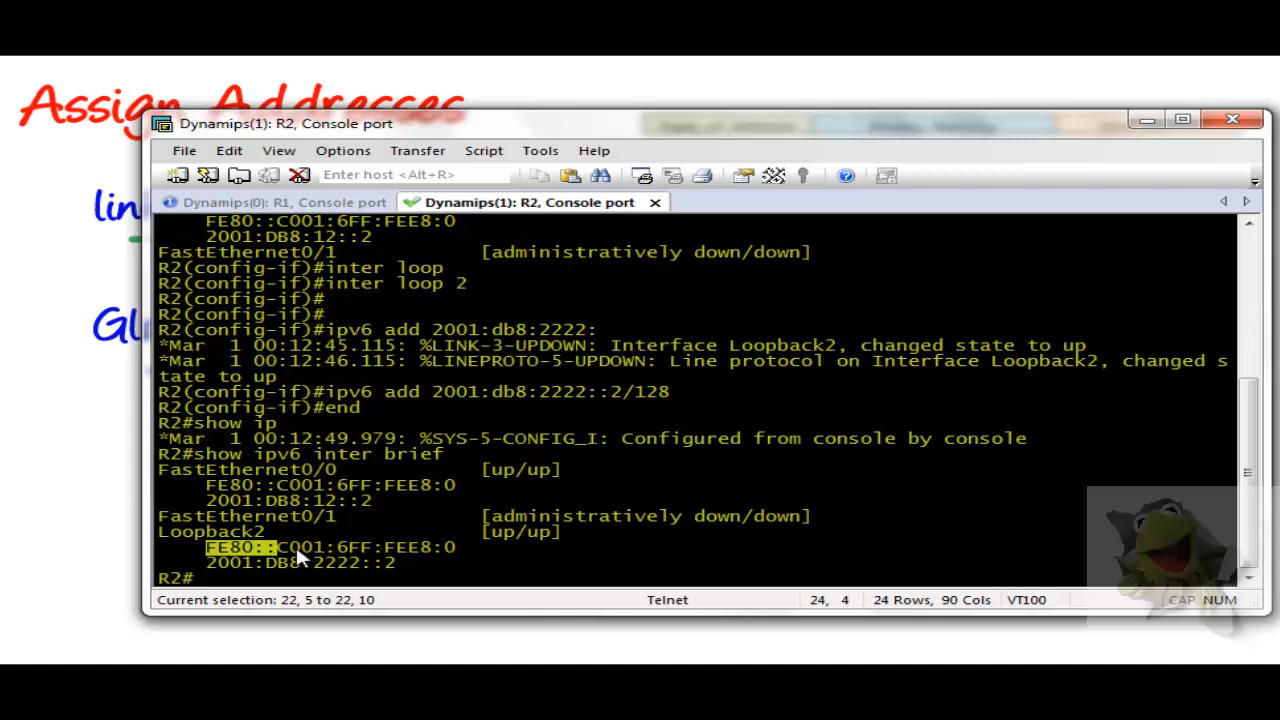 Assign Addresses
Dynamips(1): R2, Console port
File Edit View Options Transfer Script Tools Help
Enter host <Alt+R>
Dynamips(0): R1, Console port Dynamips(1): R2, Console port
FE80::C001:6FF:FEE8:0
2001:DB8:12::2
FastEthernet0/1 [administratively down/down]
R2(config-if)#inter loop
R2(config-if)#inter loop 2
R2(config-if)#
R2(config-if)#
R2(config-if)#ipv6 add 2001:db8:2222:
*Mar 1 00:12:45.115: %LINK-3-UPDOWN: Interface Loopback2, changed state to up
*Mar 1 00:12:46.115: %LINEPROTO-5-UPDOWN: Line protocol on Interface Loopback2, changed s
tate to up
R2(config-if)#ipv6 add 2001:db8:2222::2/128
R2(config-if)#end
R2#show ip
*Mar 1 00:12:49.979: %SYS-5-CONFIG_I: Configured from console by console
R2#show ipv6 inter brief
FastEthernet0/0 [up/up]
FE80::C001:6FF:FEE8:0
2001:DB8:12::2
FastEthernet0/1 [administratively down/down]
Loopback2 [up/up]
FE80::C001:6FF:FEE8:0
2001:DB8:2222::2
R2#
Current selection: 22, 5 to 22, 10 Telnet 24, 4 24 Rows, 90 Cols VT100 CAP NUM